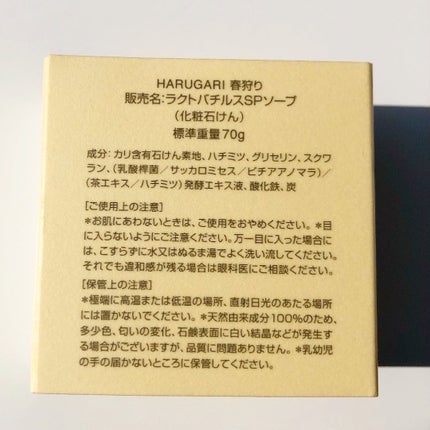 HARUGARI 春狩り
販売名:ラクトバチルスSPソープ
（化粧石けん）
標準重量70g
成分：カリ含有石けん素地、ハチミツ、グリセリン、スクワ
ラン、（乳酸桿菌／サッカロミセス／ピチアアノマラ）／
（茶エキス／ハチミツ）発酵エキス液、酸化鉄、炭
［ご使用上の注意］
＊お肌にあわないときは、ご使用をおやめください。＊目
に入らないようにご注意ください。万一目に入った場合に
は、こすらずに水又はぬるま湯でよく洗い流してください。
それでも違和感が残る場合は眼科医にご相談ください。
［保管上の注意］
＊極端に高温または低温の場所、直射日光のあたる場所
には置かないでください。＊天然由来成分100％のため、
多少色、匂いの変化、石鹸表面に白い結晶などが発生す
る場合がございますが、品質に問題ありません。＊乳幼児
の手の届かないところに保管してください。